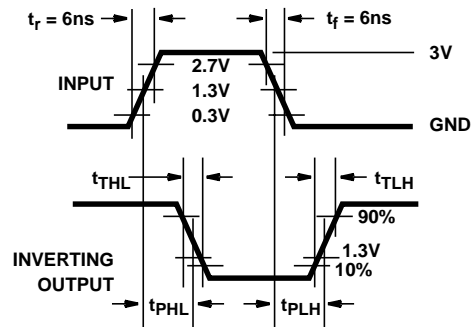 tr = 6ns
tf = 6ns
3V
INPUT
2.7V
1.3V
0.3V
GND
tTHL
tTLH
90%
INVERTING
OUTPUT
1.3V
10%
tPHL
tPLH